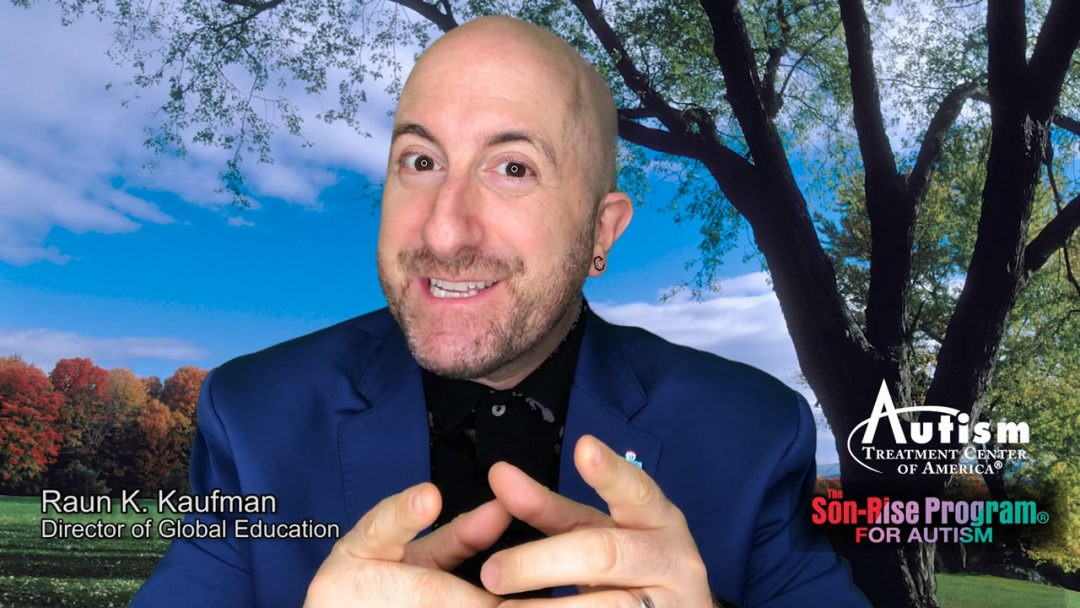 Raun K. Kaufman
Director of Global Education
Autism
Treatment Center
of America®
The
Son-Rise Program®
FOR AUTISM